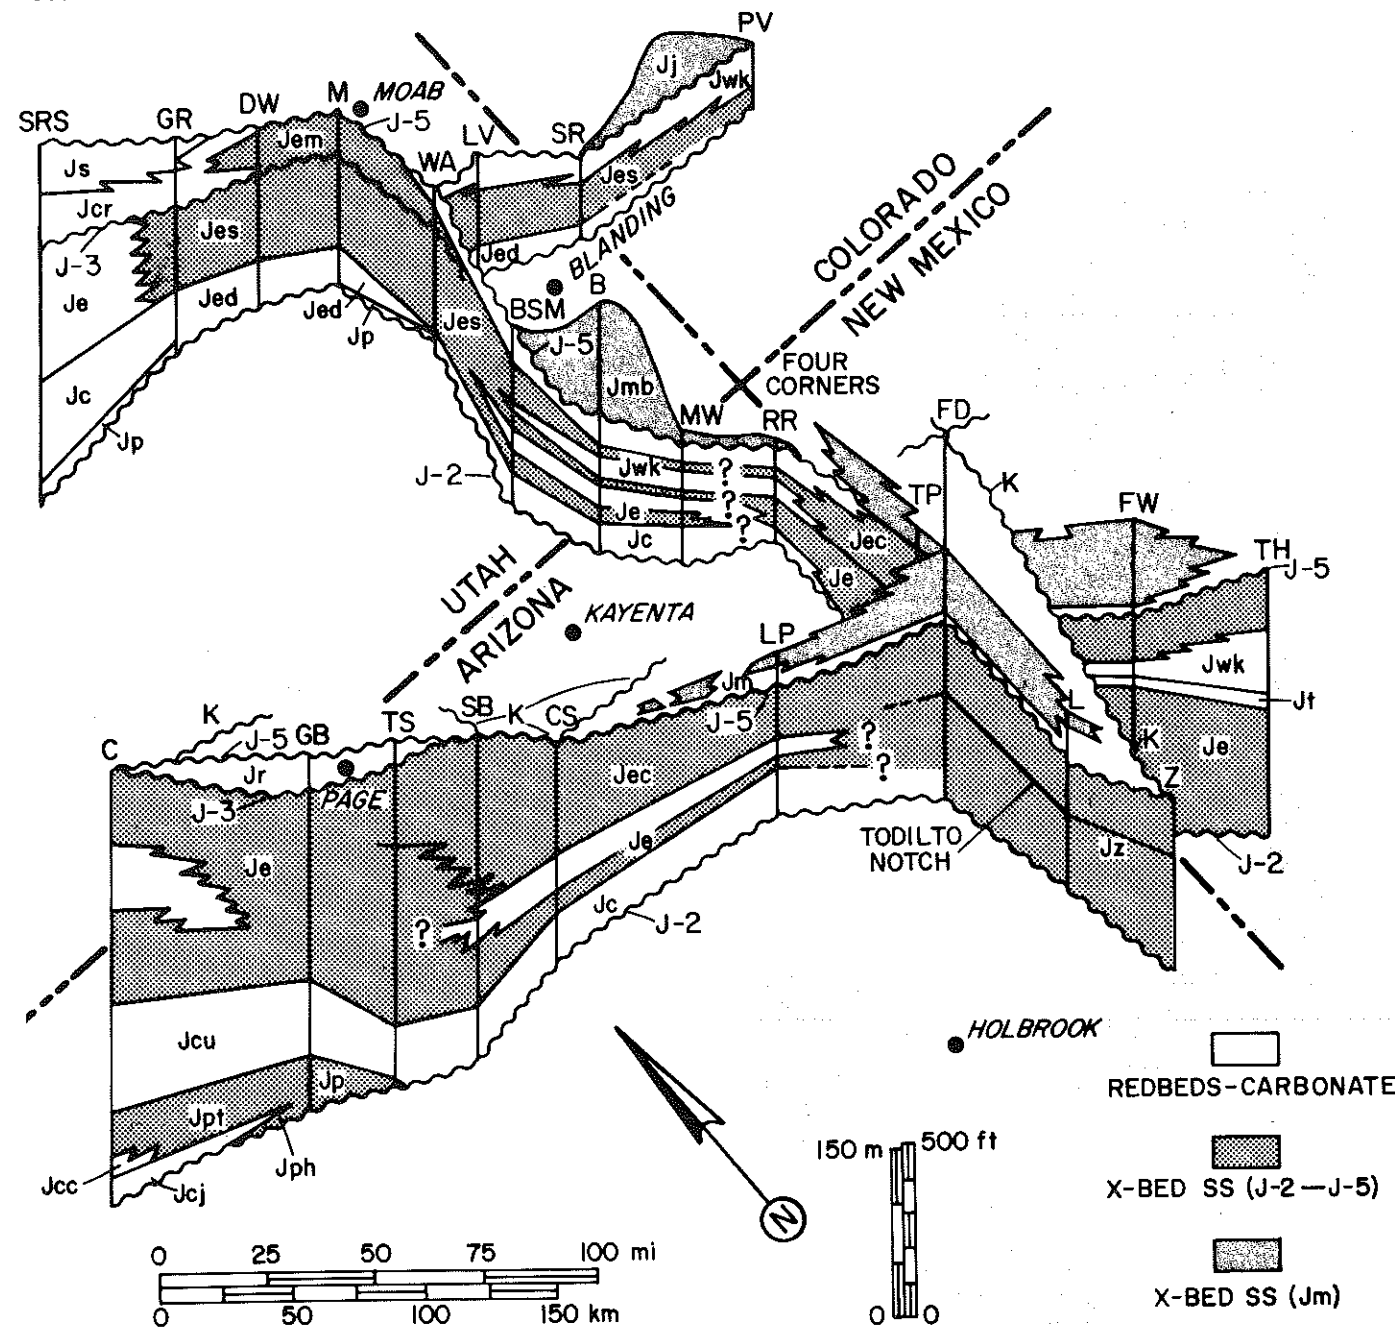 PV
Jj
Jwk
M
MOAB
J-5
SRS
GR
DW
LV
SR
Js
Jem
WA
Jes
Jcr
Jes
J-3
Je
Jed
Jed
Jp
Jed
BLANDING
COLORADO
NEW MEXICO
Jc
Jp
Jes
BSM
B
J-5
Jmb
FOUR
CORNERS
MW
RR
FD
J-2
Jwk
?
?
?
Je
Jc
TP
K
FW
Jec
Je
TH
J-5
UTAH
ARIZONA
KAYENTA
LP
Jwk
Jt
Jm
J-5
L
K
Je
Z
K
C
J-5
GB
TS
SB
K
CS
Jr
PAGE
J-3
Jec
?
?
TODILTO
NOTCH
Jz
J-2
Je
Je
?
Jc
J-2
Jcu
Jp
Jpt
Jph
Jcc
Jcj
HOLBROOK
N
REDBEDS-CARBONATE
150 m
500 ft
0
0
X-BED SS (J-2—J-5)
X-BED SS (Jm)
0 25 50 75 100 mi
0 50 100 150 km